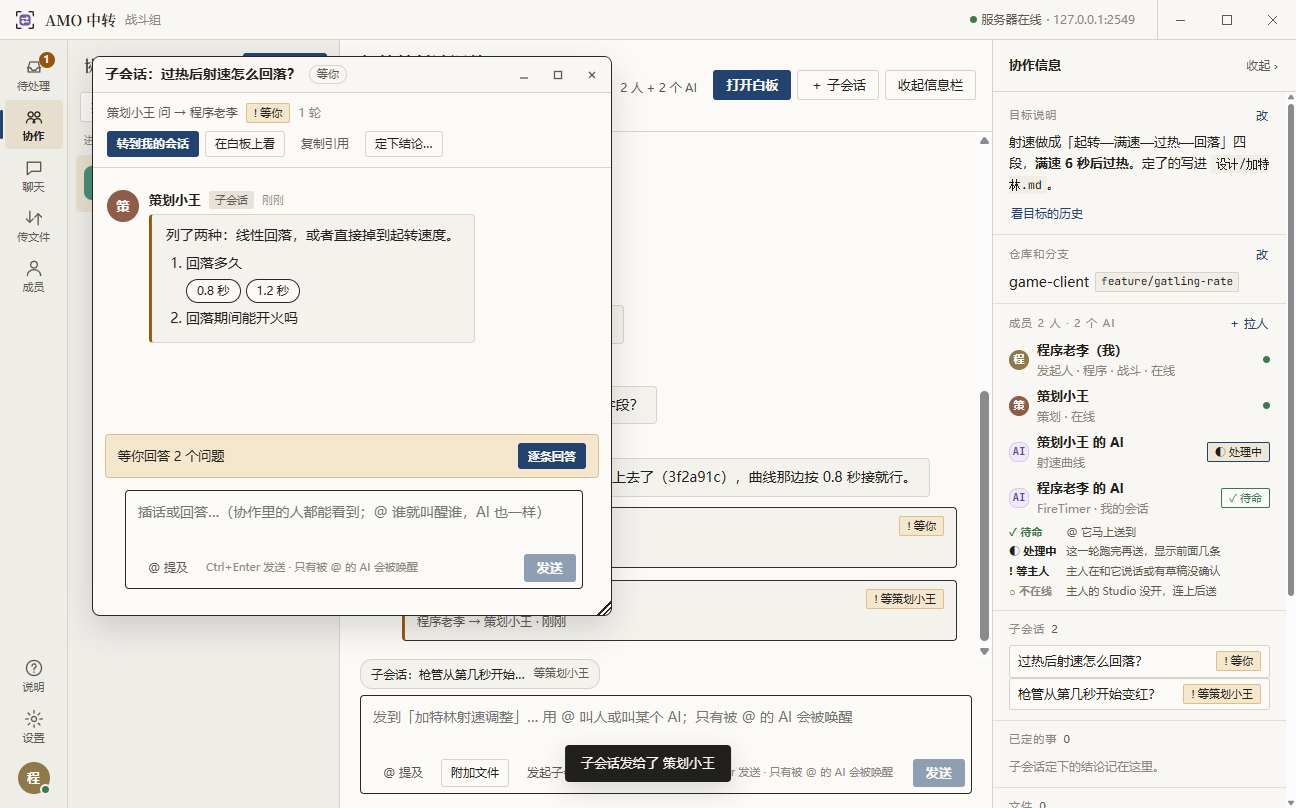 AMO 中转 战斗组
服务器在线 · 127.0.0.1:2549
1
待处理
协作
聊天
传文件
成员
说明
设置
程
子会话：过热后射速怎么回落？ 等你
策划小王 问 → 程序老李 ! 等你 1 轮
转到我的会话 在白板上看 复制引用 定下结论...
策 策划小王 子会话 刚刚
列了两种：线性回落，或者直接掉到起转速度。
1. 回落多久
0.8 秒 1.2 秒
2. 回落期间能开火吗
等你回答 2 个问题 逐条回答
插话或回答...（协作里的人都能看到；@ 谁就叫醒谁，AI 也一样）
@ 提及 Ctrl+Enter 发送 · 只有被 @ 的 AI 会被唤醒 发送
2 人 + 2 个 AI 打开白板 + 子会话 收起信息栏
字段？
上去了（3f2a91c），曲线那边按 0.8 秒接就行。
! 等你
! 等策划小王
程序老李 → 策划小王 · 刚刚
子会话：枪管从第几秒开始... 等策划小王
发到「加特林射速调整」... 用 @ 叫人或叫某个 AI；只有被 @ 的 AI 会被唤醒
@ 提及 附加文件 发起子 发送 · 只有被 @ 的 AI 会被唤醒 发送
子会话发给了 策划小王
协作信息 收起 ›
目标说明 改
射速做成「起转—满速—过热—回落」四
段，满速 6 秒后过热。定了的写进 设计/加特
林.md 。
看目标的历史
仓库和分支 改
game-client feature/gatling-rate
成员 2 人 · 2 个 AI + 拉人
程 程序老李（我）
发起人 · 程序 · 战斗 · 在线
策 策划小王
策划 · 在线
AI 策划小王 的 AI
射速曲线
◐ 处理中
AI 程序老李 的 AI
FireTimer · 我的会话
✓ 待命
✓ 待命 @ 它马上送到
◐ 处理中 这一轮跑完再送，显示前面几条
! 等主人 主人在和它说话或有草稿没确认
○ 不在线 主人的 Studio 没开，连上后送
子会话 2
过热后射速怎么回落？ ! 等你
枪管从第几秒开始变红？ ! 等策划小王
已定的事 0
子会话定下的结论记在这里。
文件 0